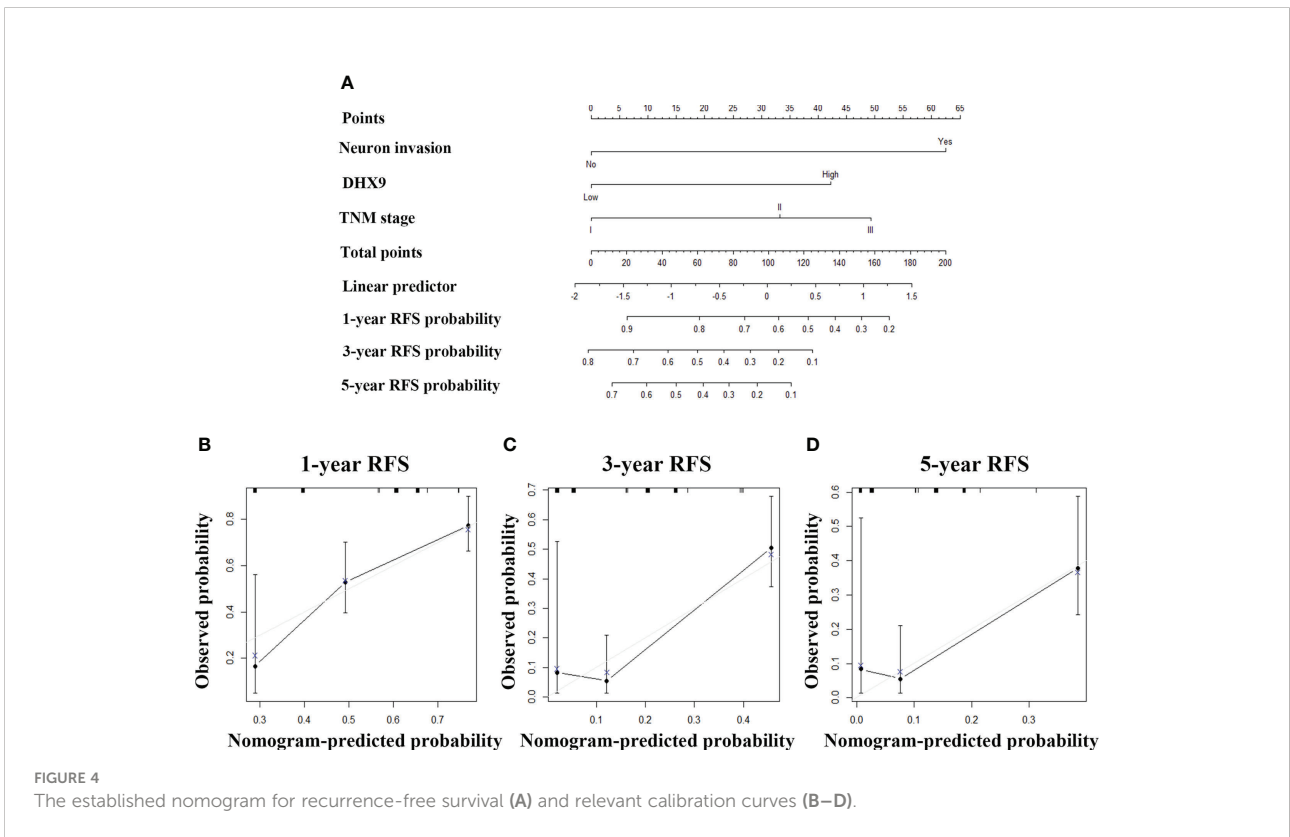 A
Points
0 5 10 15 20 25 30 35 40 45 50 55 60 65
Neuron invasion
Yes
No
DHX9
High
Low
TNM stage
II
I III
Total points
0 20 40 60 80 100 120 140 160 180 200
Linear predictor
-2 -1.5 -1 -0.5 0 0.5 1 1.5
1-year RFS probability
0.9 0.8 0.7 0.6 0.5 0.4 0.3 0.2
3-year RFS probability
0.8 0.7 0.6 0.5 0.4 0.3 0.2 0.1
5-year RFS probability
0.7 0.6 0.5 0.4 0.3 0.2 0.1
B
1-year RFS
Observed probability
0.2 0.4 0.6 0.8
0.3 0.5 0.7
Nomogram-predicted probability
C
3-year RFS
Observed probability
0.0 0.1 0.2 0.3 0.4 0.5 0.6 0.7
0.1 0.2 0.3 0.4
Nomogram-predicted probability
D
5-year RFS
Observed probability
0.0 0.1 0.2 0.3 0.4 0.5 0.6
0.0 0.1 0.2 0.3
Nomogram-predicted probability
FIGURE 4
The established nomogram for recurrence-free survival (A) and relevant calibration curves (B–D).